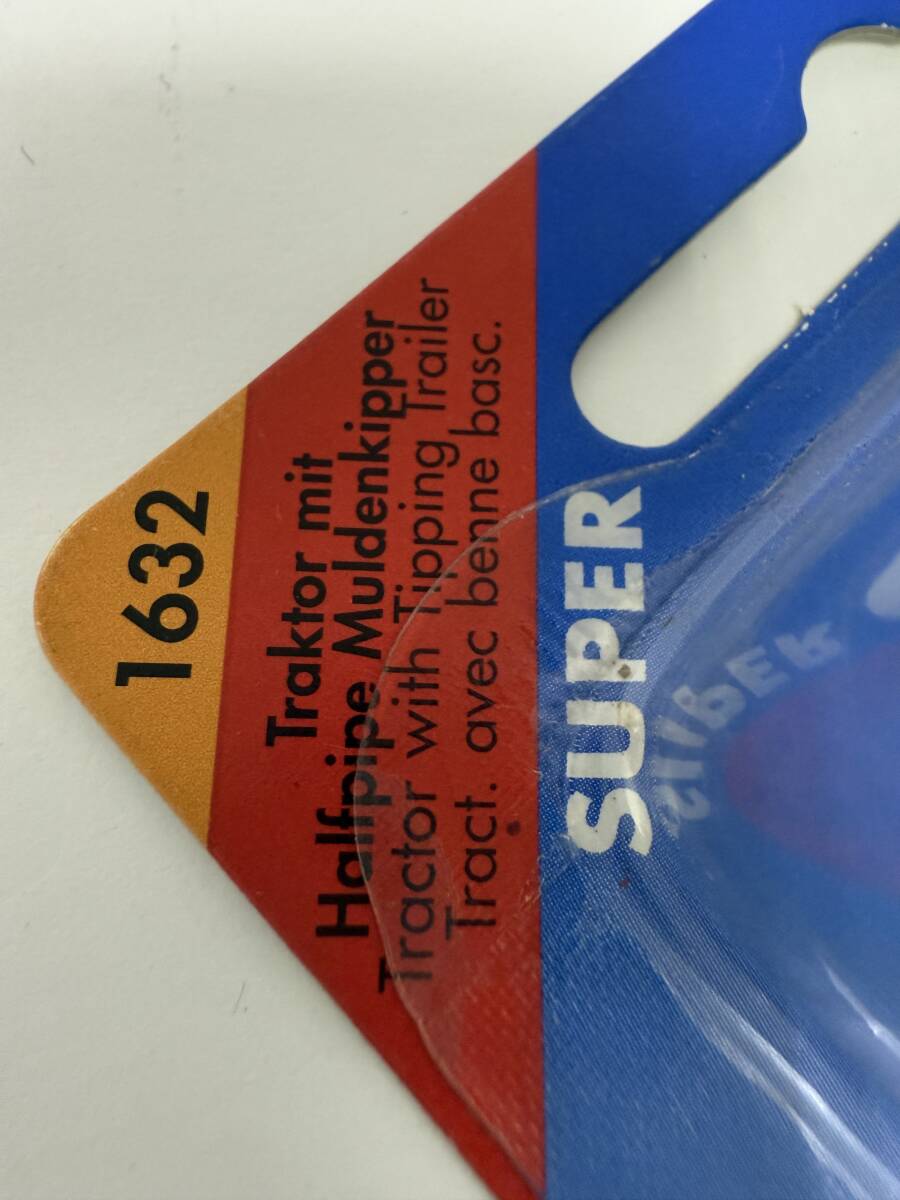 1632
Traktor mit
Halfpipe Muldenkipper
Tractor with Tipping Trailer
Tract. avec benne basc.
SUPER